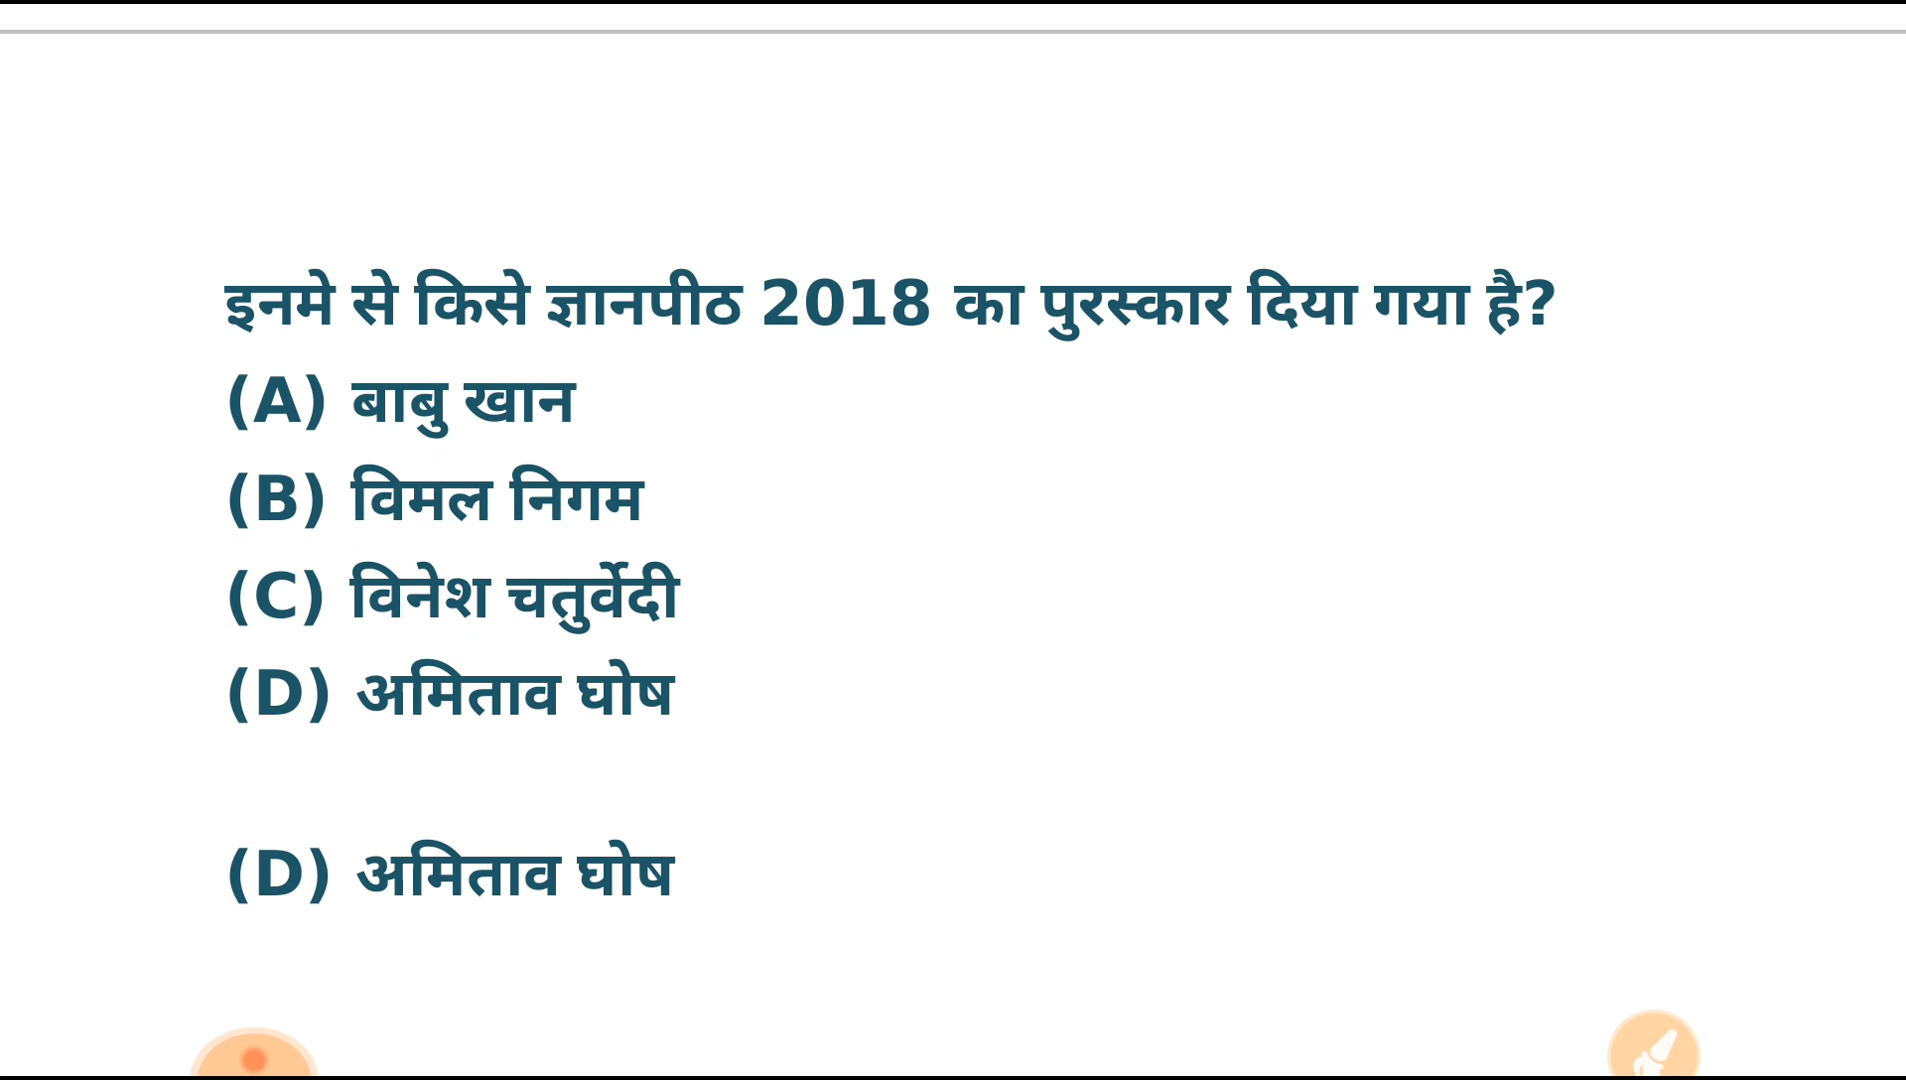 इनमे से किसे ज्ञानपीठ 2018 का पुरस्कार दिया गया है?
(A) बाबु खान
(B) विमल निगम
(C) विनेश चतुर्वेदी
(D) अमिताव घोष
(D) अमिताव घोष